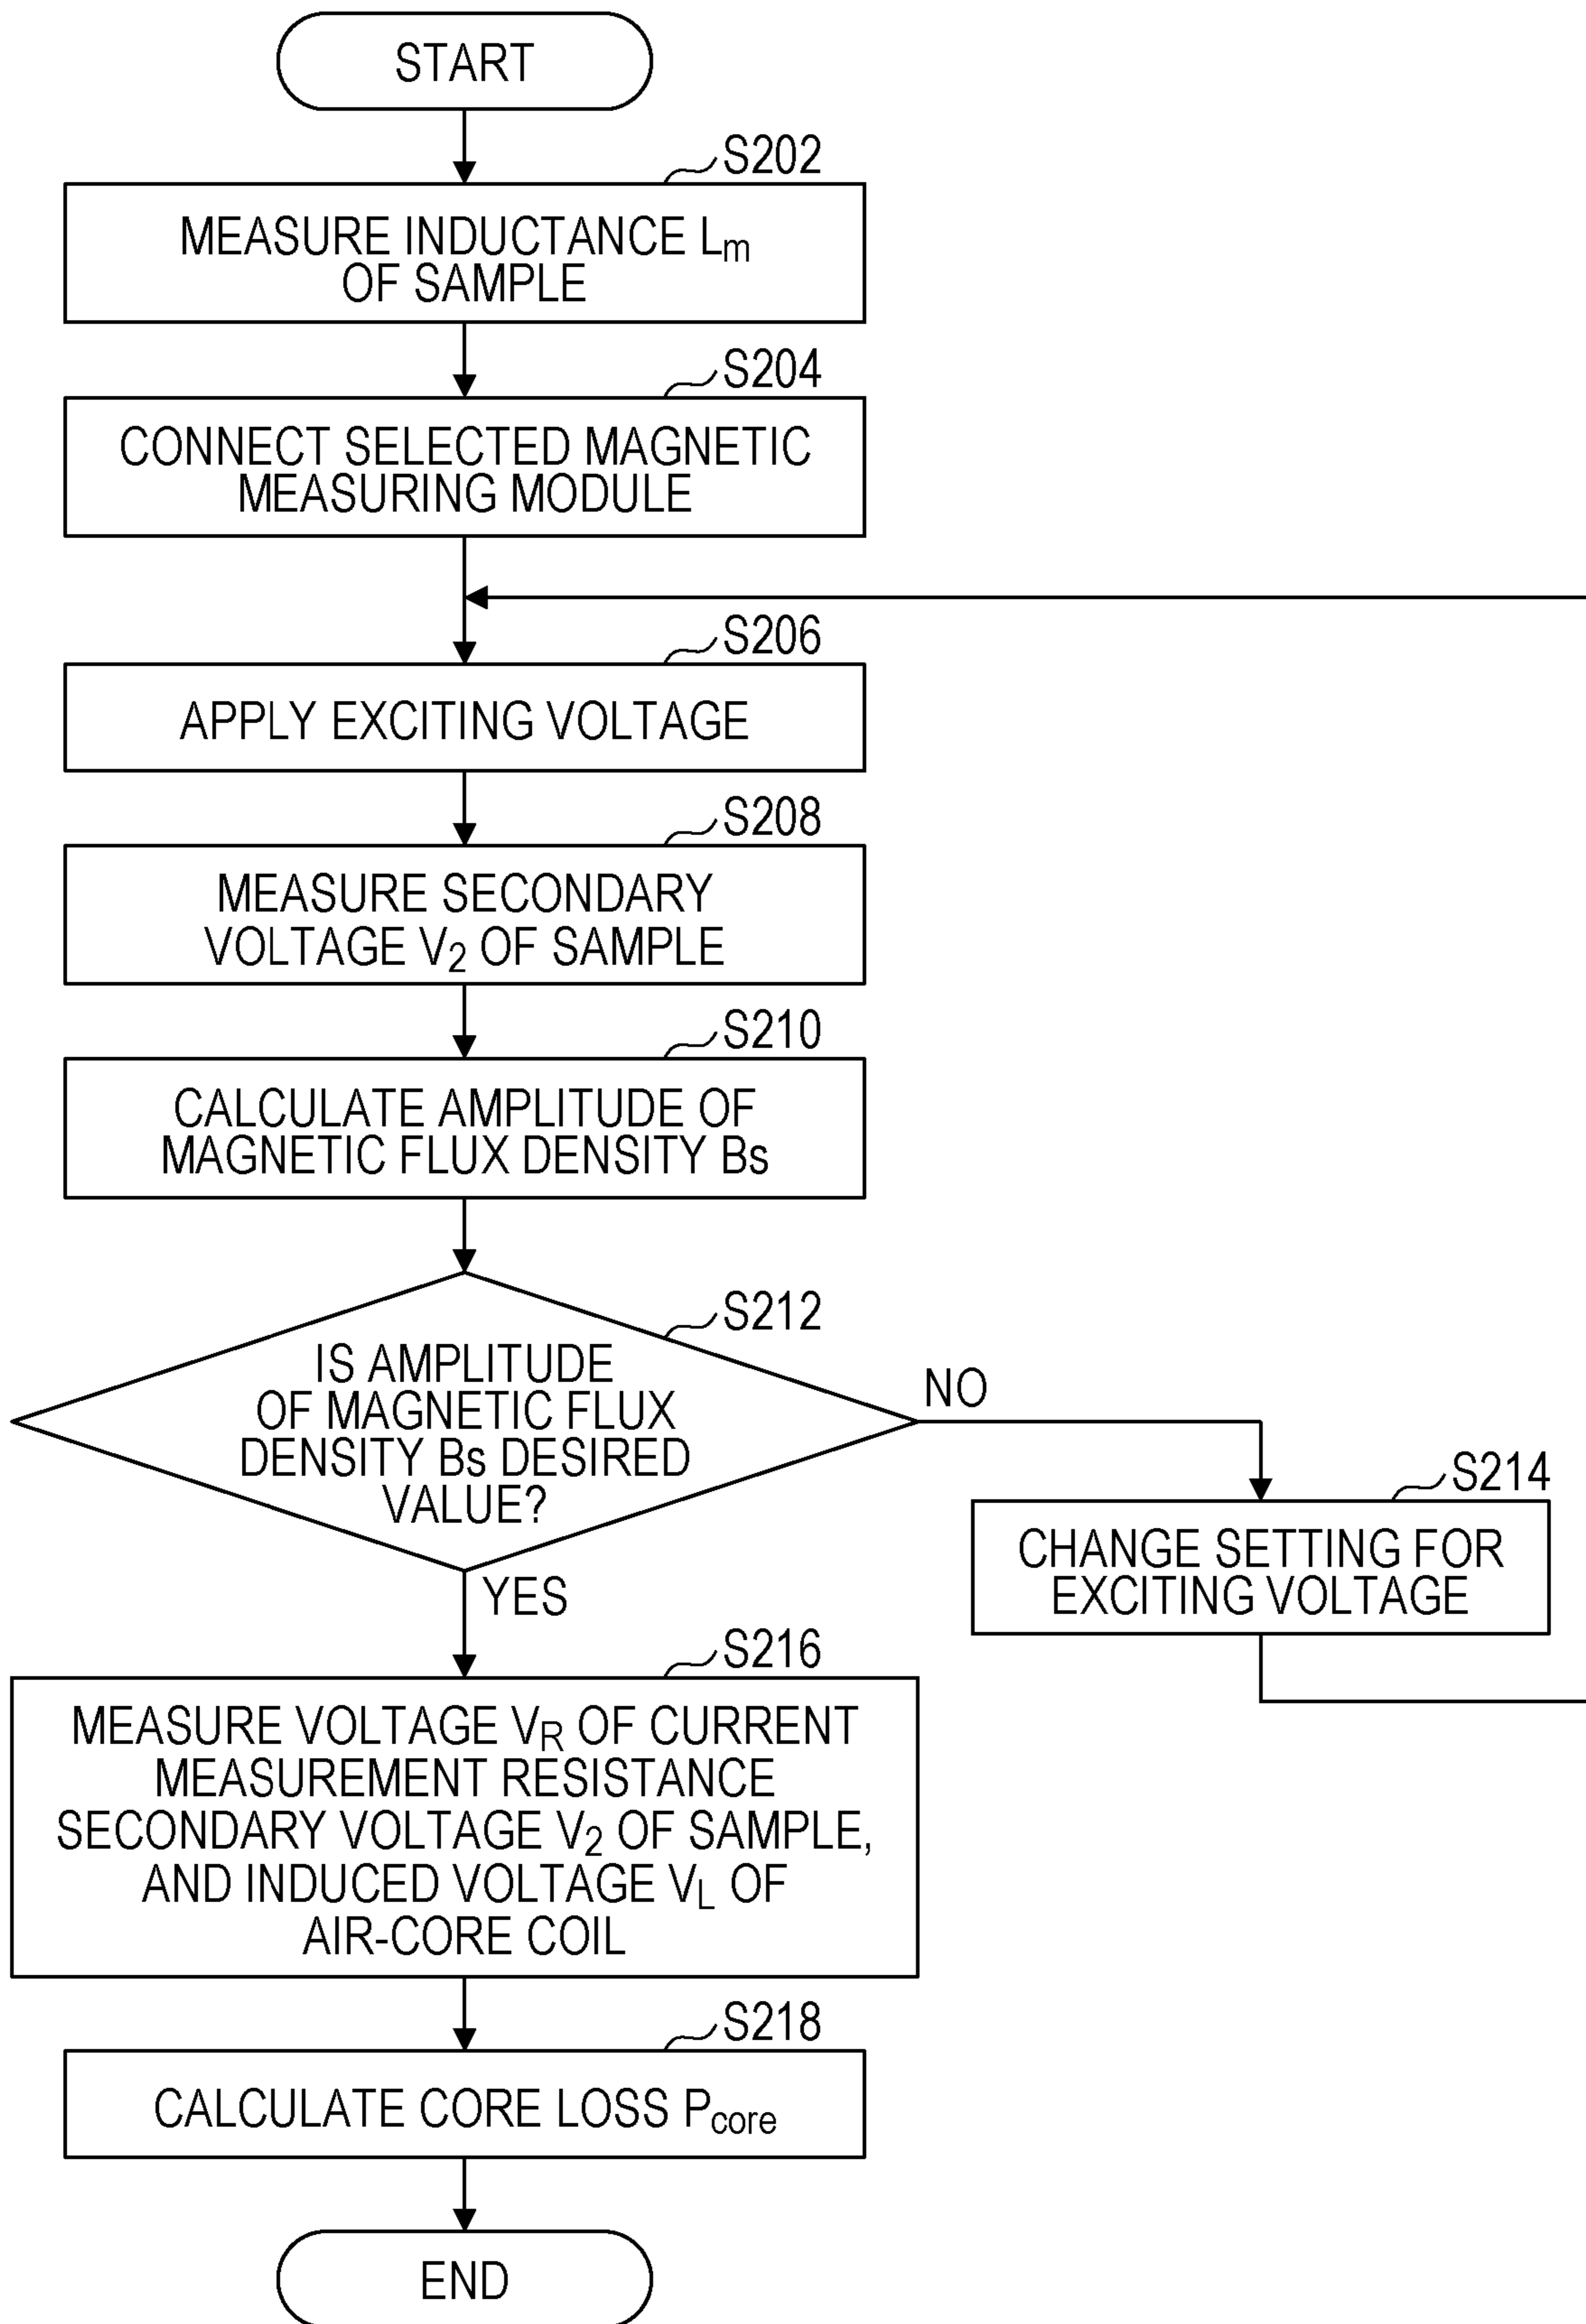 START
S202
MEASURE INDUCTANCE Lm
OF SAMPLE
S204
CONNECT SELECTED MAGNETIC
MEASURING MODULE
S206
APPLY EXCITING VOLTAGE
S208
MEASURE SECONDARY
VOLTAGE V2 OF SAMPLE
S210
CALCULATE AMPLITUDE OF
MAGNETIC FLUX DENSITY Bs
S212
IS AMPLITUDE
OF MAGNETIC FLUX
DENSITY Bs DESIRED
VALUE?
NO
S214
CHANGE SETTING FOR
EXCITING VOLTAGE
YES
S216
MEASURE VOLTAGE VR OF CURRENT
MEASUREMENT RESISTANCE
SECONDARY VOLTAGE V2 OF SAMPLE,
AND INDUCED VOLTAGE VL OF
AIR-CORE COIL
S218
CALCULATE CORE LOSS Pcore
END